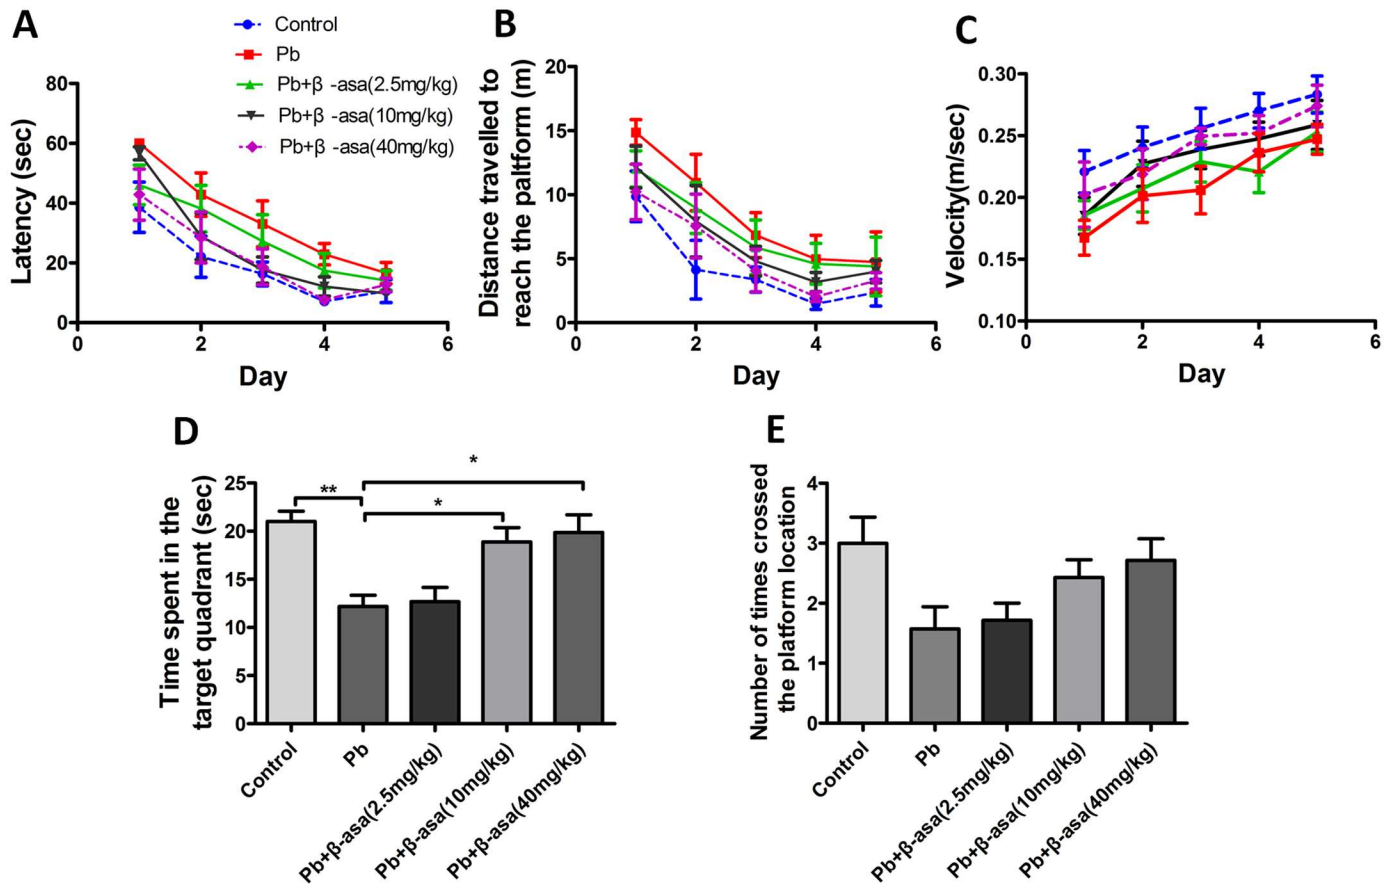 A
Control
Pb
Pb+β -asa(2.5mg/kg)
Pb+β -asa(10mg/kg)
Pb+β -asa(40mg/kg)
Latency (sec)
80
60
40
20
0
0
2
4
6
Day
B
Distance travelled to
reach the palftform (m)
20
15
10
5
0
0
2
4
6
Day
C
Velocity(m/sec)
0.30
0.25
0.20
0.15
0.10
0
2
4
6
Day
D
Time spent in the
target quadrant (sec)
25
20
15
10
5
0
**
*
*
Control
Pb
Pb+β-asa(2.5mg/kg)
Pb+β-asa(10mg/kg)
Pb+β-asa(40mg/kg)
E
Number of times crossed
the platform location
4
3
2
1
0
Control
Pb
Pb+β-asa(2.5mg/kg)
Pb+β-asa(10mg/kg)
Pb+β-asa(40mg/kg)